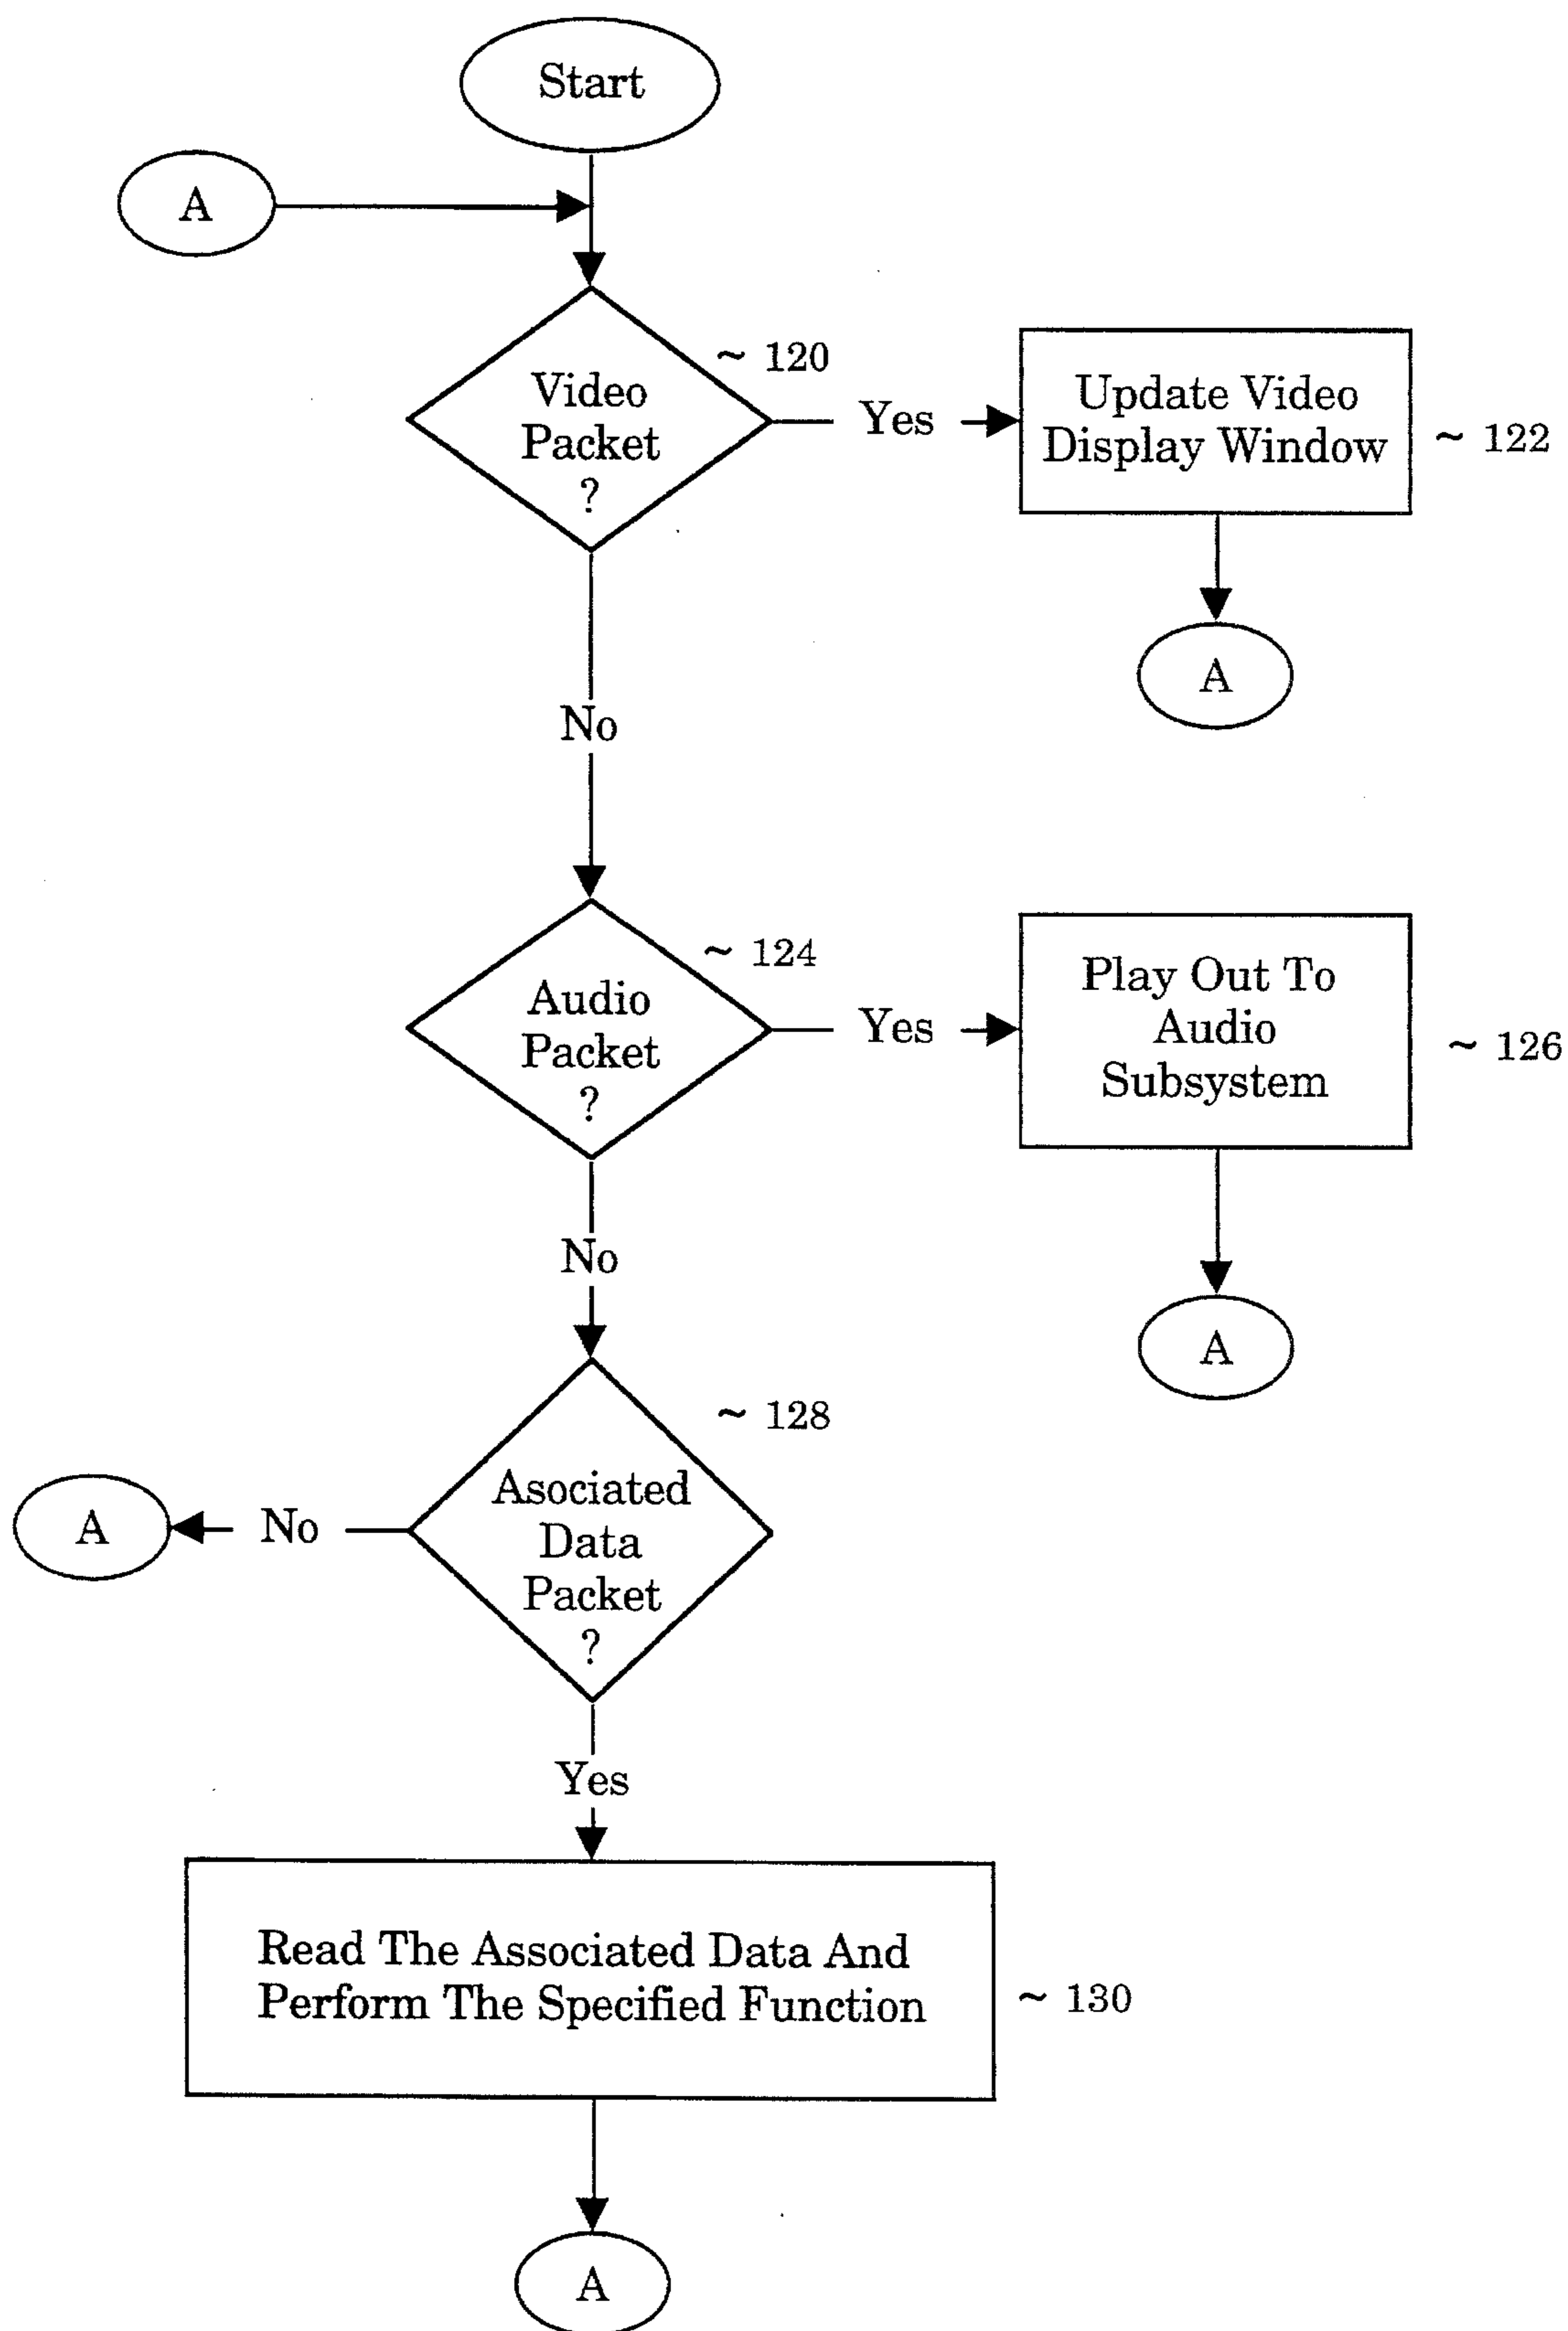 Start
A
~ 120
Video
Packet
?
Yes
Update Video
Display Window
~ 122
A
No
~ 124
Audio
Packet
?
Yes
Play Out To
Audio
Subsystem
~ 126
A
No
~ 128
Asociated
Data
Packet
?
No
A
Yes
Read The Associated Data And
Perform The Specified Function
~ 130
A